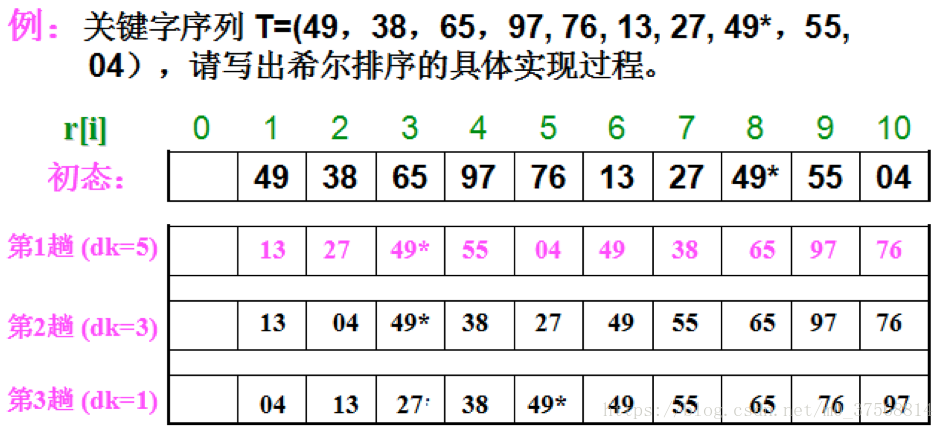 例：关键字序列 T=(49，38，65，97, 76, 13, 27, 49*，55,
04），请写出希尔排序的具体实现过程。
r[i] 0 1 2 3 4 5 6 7 8 9 10
初态： 49 38 65 97 76 13 27 49* 55 04
第1趟 (dk=5) 13 27 49* 55 04 49 38 65 97 76
第2趟 (dk=3) 13 04 49* 38 27 49 55 65 97 76
第3趟 (dk=1) 04 13 27 38 49* 49 55 65 76 97